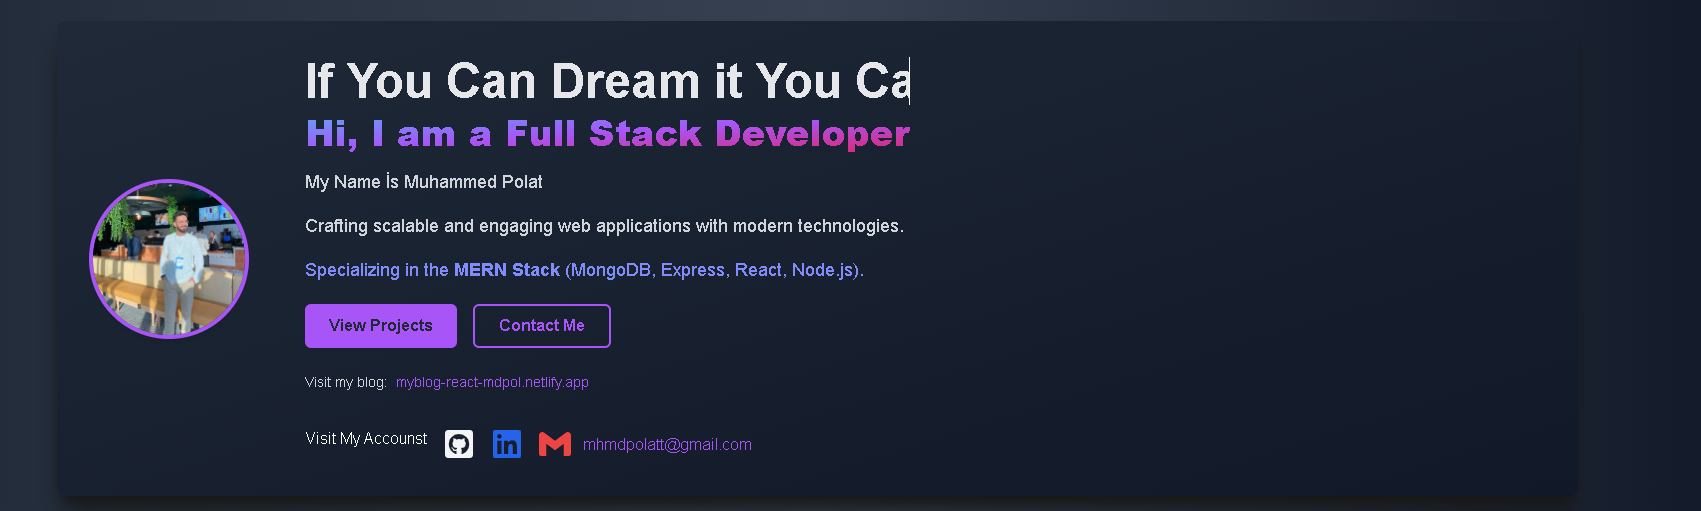 If You Can Dream it You Ca
Hi, I am a Full Stack Developer
My Name İs Muhammed Polat
Crafting scalable and engaging web applications with modern technologies.
Specializing in the MERN Stack (MongoDB, Express, React, Node.js).
View Projects Contact Me
Visit my blog: myblog-react-mdpol.netlify.app
Visit My Accounst in mhmdpolatt@gmail.com